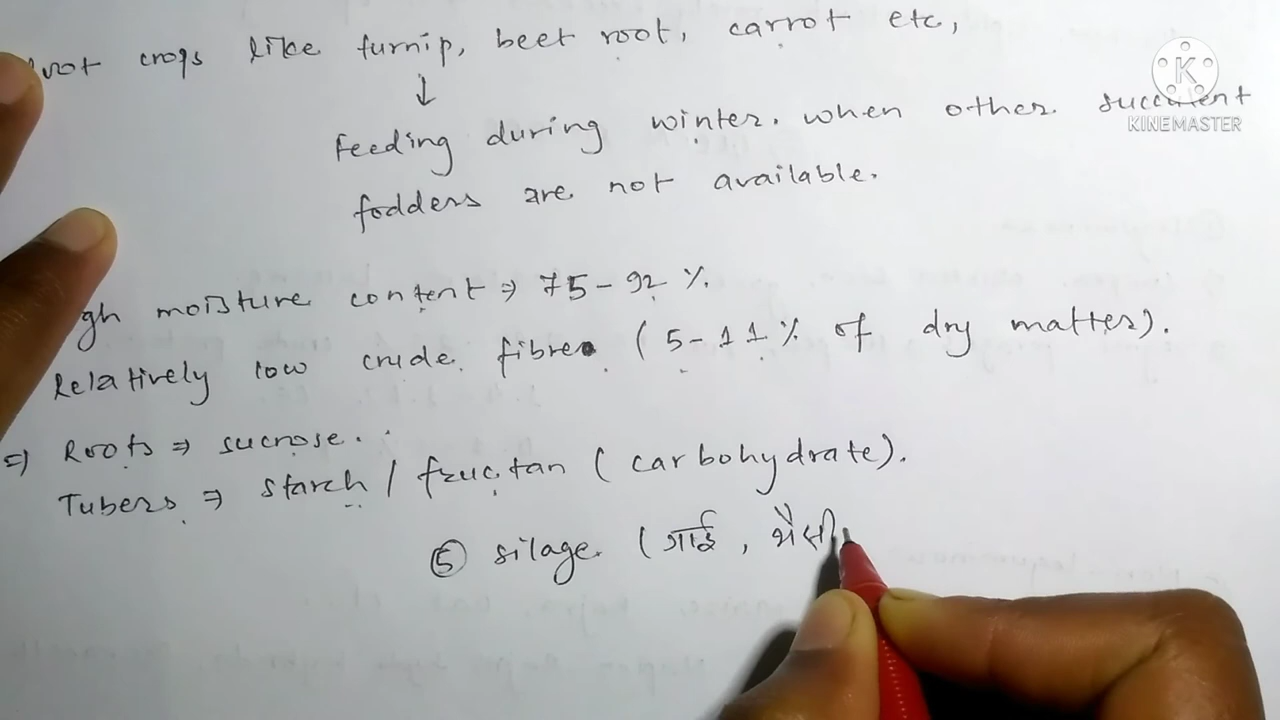 root crops like turnip, beet root, carrot etc,
↓
Feeding during winter. when other succulent
fodders are not available.
KINEMASTER
gh moisture content ⇒ 75-92 %.
Relatively low crude fibre (5-11% of dry matter).
⇒ Roots ⇒ sucrose.
Tubers ⇒ starch / fructan (carbohydrate).
⑤ silage (गाई,